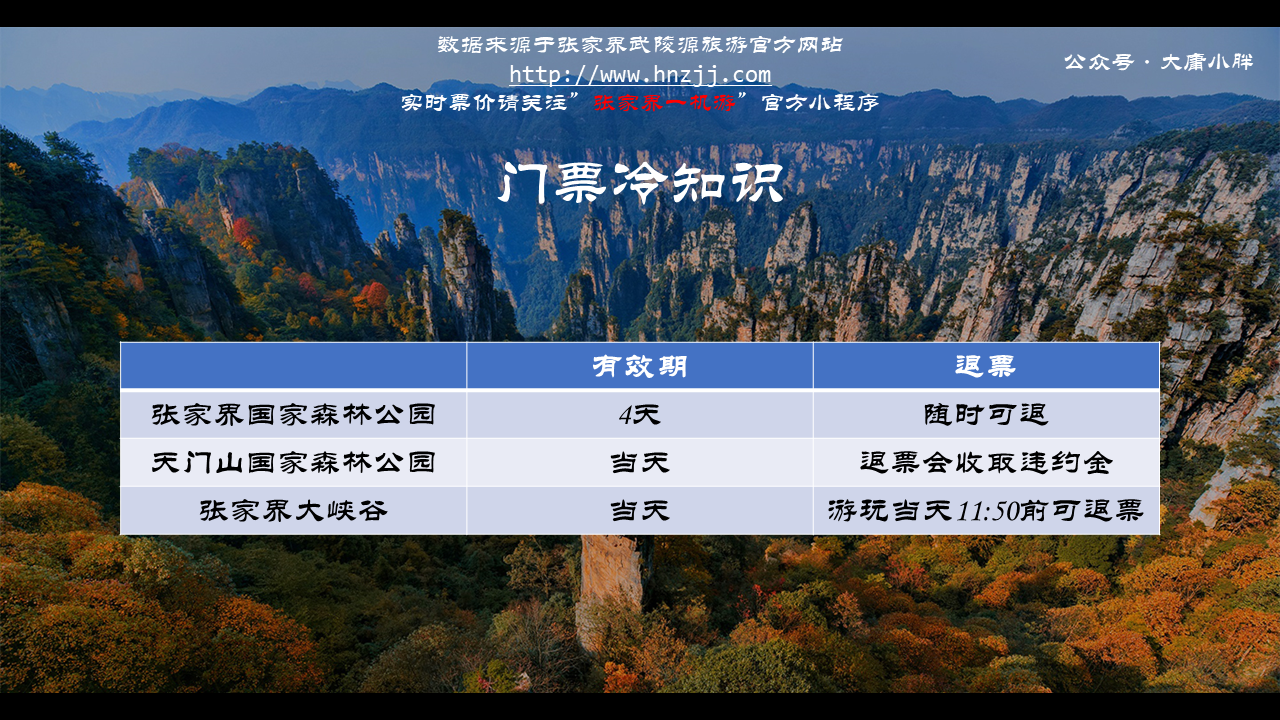 数据来源于张家界武陵源旅游官方网站
http://www.hnzjj.com
实时票价请关注”张家界一机游”官方小程序
公众号·大庸小胖
门票冷知识
有效期 退票
张家界国家森林公园 4天 随时可退
天门山国家森林公园 当天 退票会收取违约金
张家界大峡谷 当天 游玩当天11:50前可退票